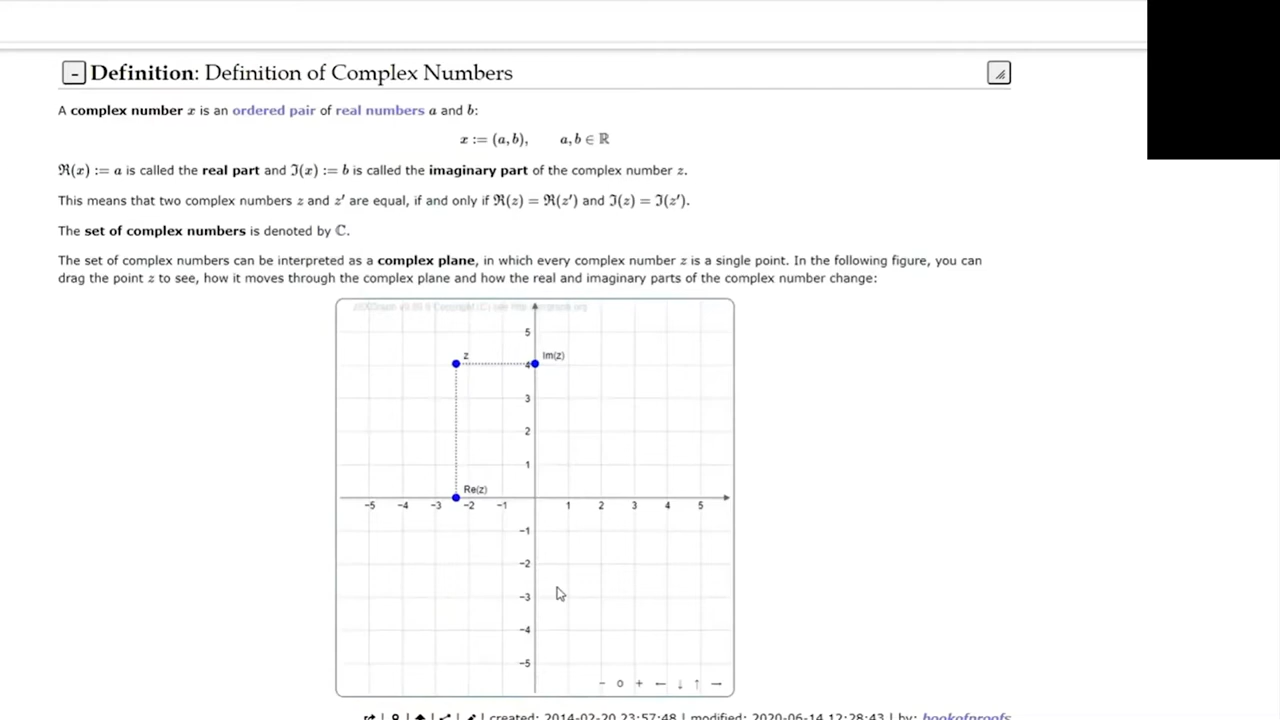 - Definition: Definition of Complex Numbers
A complex number x is an ordered pair of real numbers a and b:
x := (a, b),  a, b ∈ ℝ
ℜ(x) := a is called the real part and ℑ(x) := b is called the imaginary part of the complex number z.
This means that two complex numbers z and z′ are equal, if and only if ℜ(z) = ℜ(z′) and ℑ(z) = ℑ(z′).
The set of complex numbers is denoted by ℂ.
The set of complex numbers can be interpreted as a complex plane, in which every complex number z is a single point. In the following figure, you can
drag the point z to see, how it moves through the complex plane and how the real and imaginary parts of the complex number change:
Copyright (C) see
5
z Im(z)
4
3
2
1
Re(z)
−5 −4 −3 −2 −1 1 2 3 4 5
−1
−2
−3
−4
−5
− o + ← ↓ ↑ →
| created: 2014-02-20 23:57:48 | modified: 2020-06-14 12:28:43 | by: bookofproofs